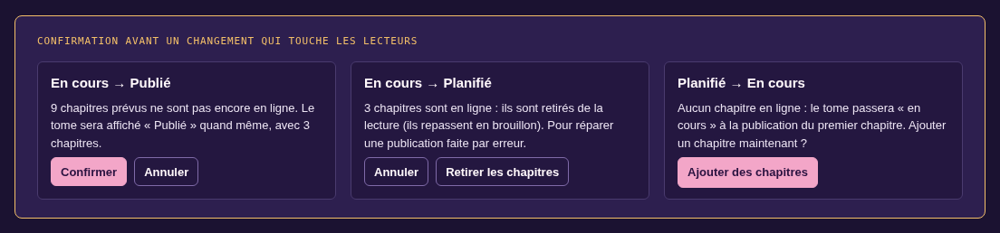 CONFIRMATION AVANT UN CHANGEMENT QUI TOUCHE LES LECTEURS
En cours → Publié
9 chapitres prévus ne sont pas encore en ligne. Le
tome sera affiché « Publié » quand même, avec 3
chapitres.
Confirmer
Annuler
En cours → Planifié
3 chapitres sont en ligne : ils sont retirés de la
lecture (ils repassent en brouillon). Pour réparer
une publication faite par erreur.
Annuler
Retirer les chapitres
Planifié → En cours
Aucun chapitre en ligne : le tome passera « en
cours » à la publication du premier chapitre. Ajouter
un chapitre maintenant ?
Ajouter des chapitres